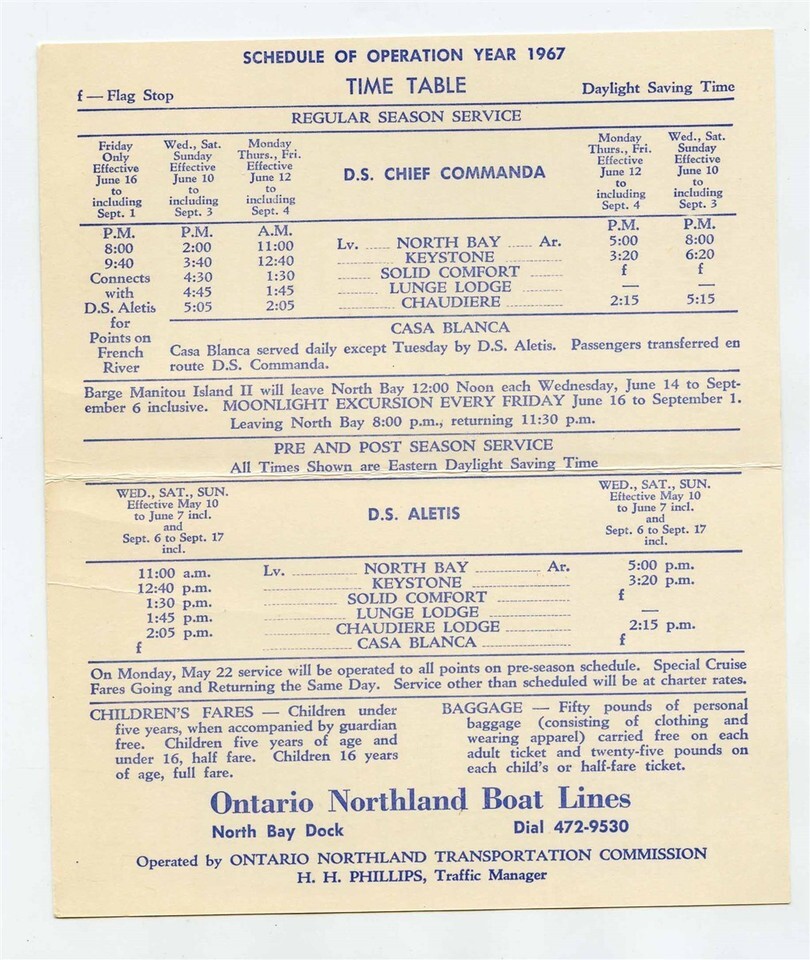 SCHEDULE OF OPERATION YEAR 1967
f — Flag Stop TIME TABLE Daylight Saving Time
REGULAR SEASON SERVICE
Friday Only Effective June 16 to including Sept. 1
Wed., Sat. Sunday Effective June 10 to including Sept. 3
Monday Thurs., Fri. Effective June 12 to including Sept. 4
D.S. CHIEF COMMANDA
Monday Thurs., Fri. Effective June 12 to including Sept. 4
Wed., Sat. Sunday Effective June 10 to including Sept. 3
P.M. P.M. A.M. P.M. P.M.
8:00 2:00 11:00 Lv. ...... NORTH BAY ...... Ar. 5:00 8:00
9:40 3:40 12:40 KEYSTONE 3:20 6:20
Connects 4:30 1:30 SOLID COMFORT f f
with 4:45 1:45 LUNGE LODGE — —
D.S. Aletis 5:05 2:05 CHAUDIERE 2:15 5:15
for
Points on
French
River
CASA BLANCA
Casa Blanca served daily except Tuesday by D.S. Aletis. Passengers transferred en
route D.S. Commanda.
Barge Manitou Island II will leave North Bay 12:00 Noon each Wednesday, June 14 to Sept-
ember 6 inclusive. MOONLIGHT EXCURSION EVERY FRIDAY June 16 to September 1.
Leaving North Bay 8:00 p.m., returning 11:30 p.m.
PRE AND POST SEASON SERVICE
All Times Shown are Eastern Daylight Saving Time
WED., SAT., SUN. Effective May 10 to June 7 incl. and Sept. 6 to Sept. 17 incl.
D.S. ALETIS
WED., SAT., SUN. Effective May 10 to June 7 incl. and Sept. 6 to Sept. 17 incl.
11:00 a.m. Lv. NORTH BAY Ar. 5:00 p.m.
12:40 p.m. KEYSTONE 3:20 p.m.
1:30 p.m. SOLID COMFORT f
1:45 p.m. LUNGE LODGE —
2:05 p.m. CHAUDIERE LODGE 2:15 p.m.
f CASA BLANCA f
On Monday, May 22 service will be operated to all points on pre-season schedule. Special Cruise
Fares Going and Returning the Same Day. Service other than scheduled will be at charter rates.
CHILDREN'S FARES — Children under
five years, when accompanied by guardian
free. Children five years of age and
under 16, half fare. Children 16 years
of age, full fare.
BAGGAGE — Fifty pounds of personal
baggage (consisting of clothing and
wearing apparel) carried free on each
adult ticket and twenty-five pounds on
each child's or half-fare ticket.
Ontario Northland Boat Lines
North Bay Dock Dial 472-9530
Operated by ONTARIO NORTHLAND TRANSPORTATION COMMISSION
H. H. PHILLIPS, Traffic Manager